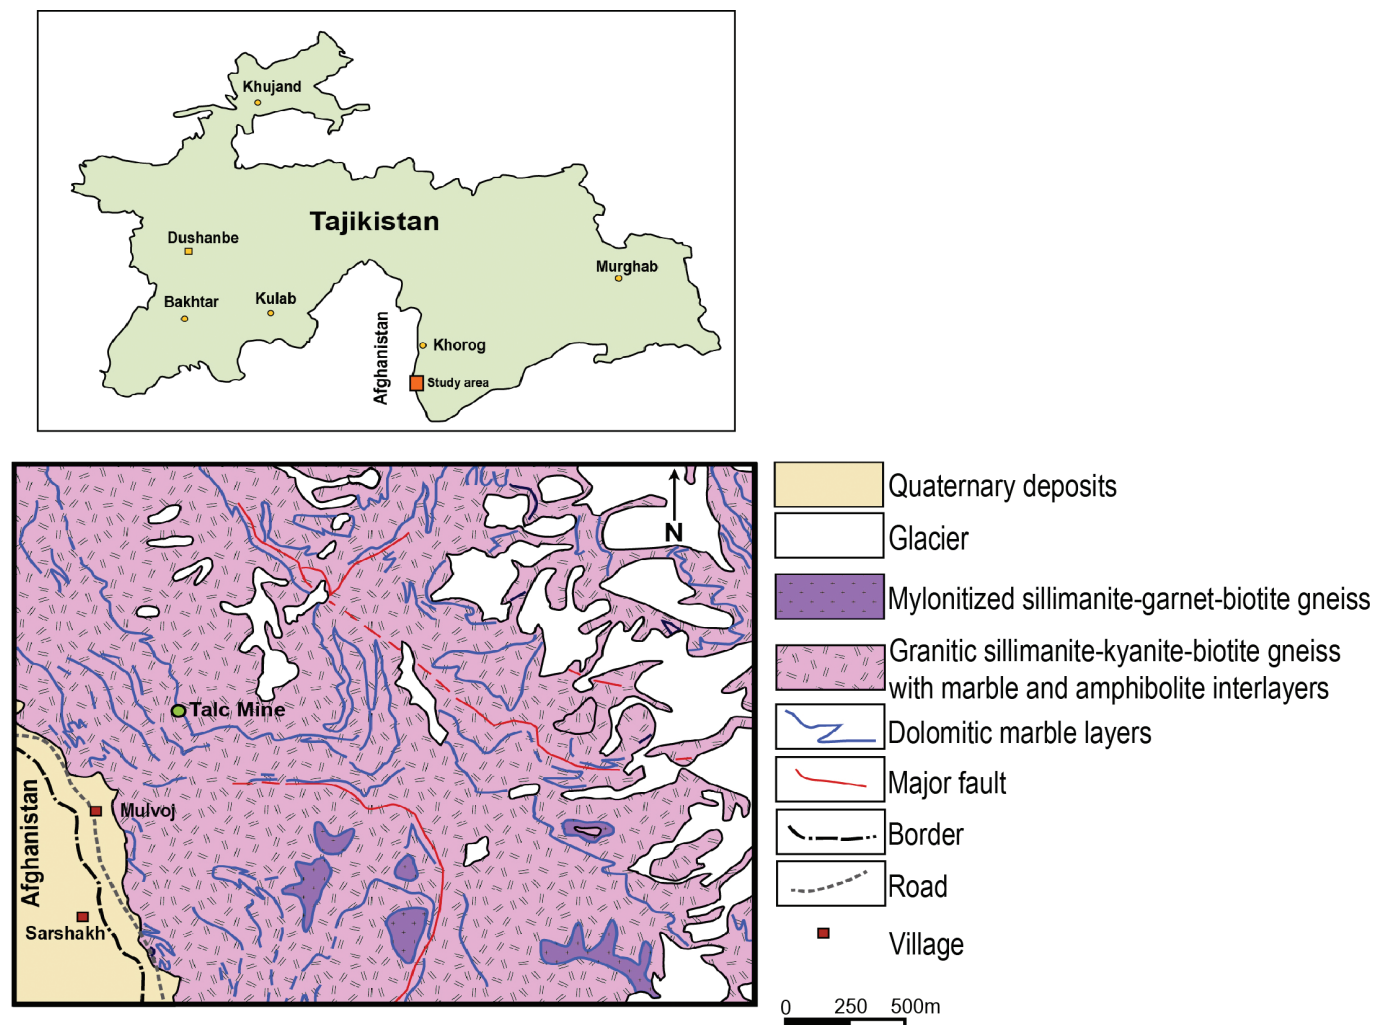 Khujand
Tajikistan
Dushanbe
Murghab
Bakhtar
Kulab
Afghanistan
Khorog
Study area
N
Talc Mine
Afghanistan
Mulvoj
Sarshakh
Quaternary deposits
Glacier
Mylonitized sillimanite-garnet-biotite gneiss
Granitic sillimanite-kyanite-biotite gneiss
with marble and amphibolite interlayers
Dolomitic marble layers
Major fault
Border
Road
Village
0 250 500m